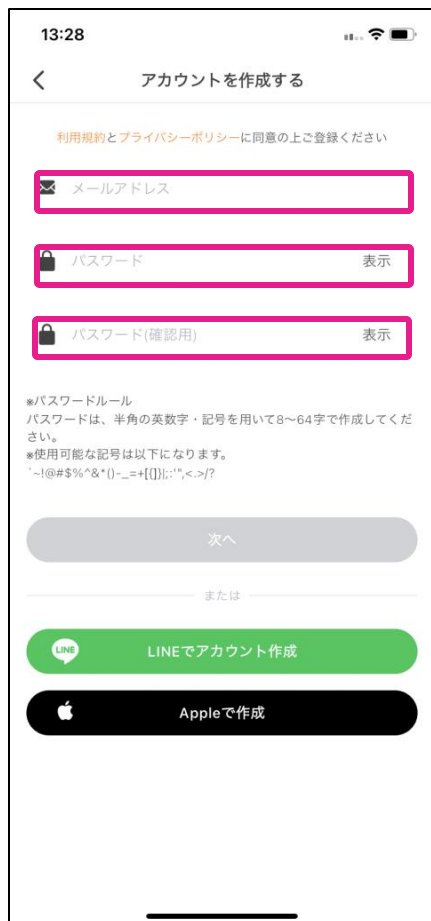 13:28
アカウントを作成する
利用規約とプライバシーポリシーに同意の上ご登録ください
メールアドレス
パスワード 表示
パスワード(確認用) 表示
※パスワードルール
パスワードは、半角の英数字・記号を用いて8〜64字で作成してくだ
さい。
※使用可能な記号は以下になります。
`~!@#$%^&*()-_=+[{]}|;:'",<.>/?
次へ
または
LINE LINEでアカウント作成
Appleで作成